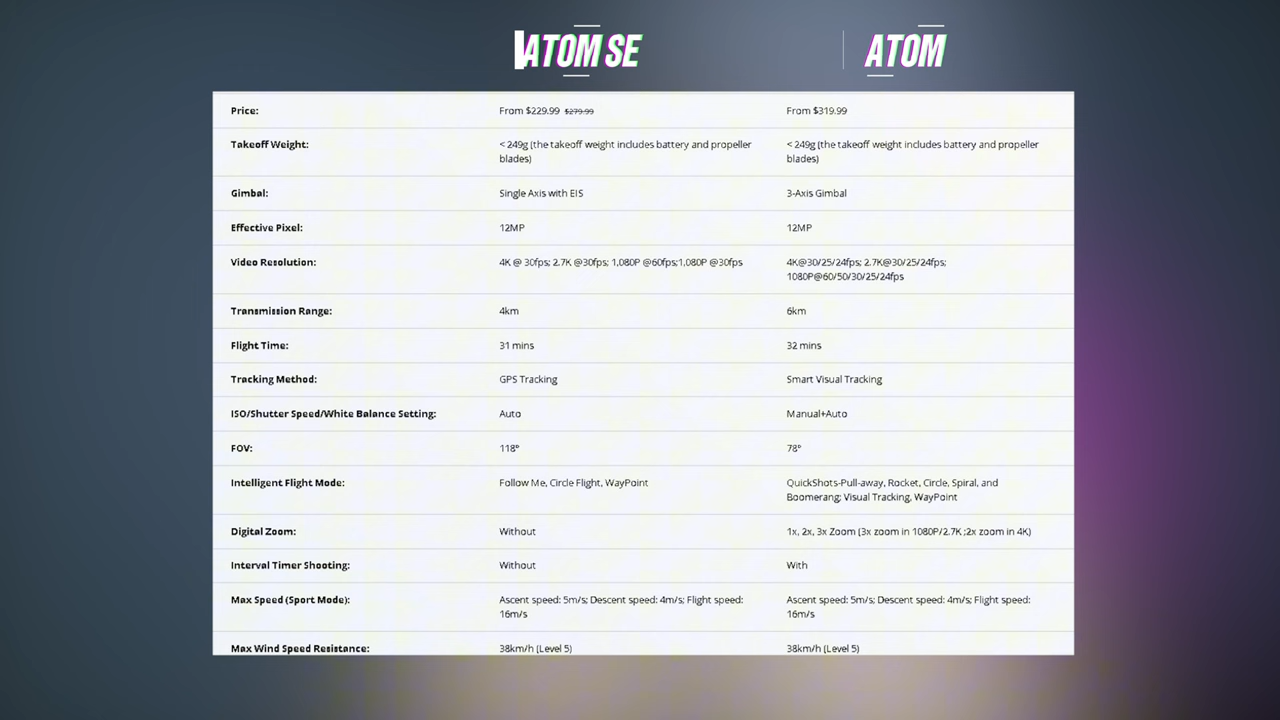 ATOM SE ATOM
Price: From $229.99 $279.99 From $319.99
Takeoff Weight: < 249g (the takeoff weight includes battery and propeller < 249g (the takeoff weight includes battery and propeller
blades) blades)
Gimbal: Single Axis with EIS 3-Axis Gimbal
Effective Pixel: 12MP 12MP
Video Resolution: 4K @ 30fps; 2.7K @30fps; 1,080P @60fps;1,080P @30fps 4K@30/25/24fps; 2.7K@30/25/24fps;
1080P@60/50/30/25/24fps
Transmission Range: 4km 6km
Flight Time: 31 mins 32 mins
Tracking Method: GPS Tracking Smart Visual Tracking
ISO/Shutter Speed/White Balance Setting: Auto Manual+Auto
FOV: 118° 78°
Intelligent Flight Mode: Follow Me, Circle Flight, WayPoint QuickShots-Pull-away, Rocket, Circle, Spiral, and
Boomerang; Visual Tracking, WayPoint
Digital Zoom: Without 1x, 2x, 3x Zoom (3x zoom in 1080P/2.7K ;2x zoom in 4K)
Interval Timer Shooting: Without With
Max Speed (Sport Mode): Ascent speed: 5m/s; Descent speed: 4m/s; Flight speed: Ascent speed: 5m/s; Descent speed: 4m/s; Flight speed:
16m/s 16m/s
Max Wind Speed Resistance: 38km/h (Level 5) 38km/h (Level 5)